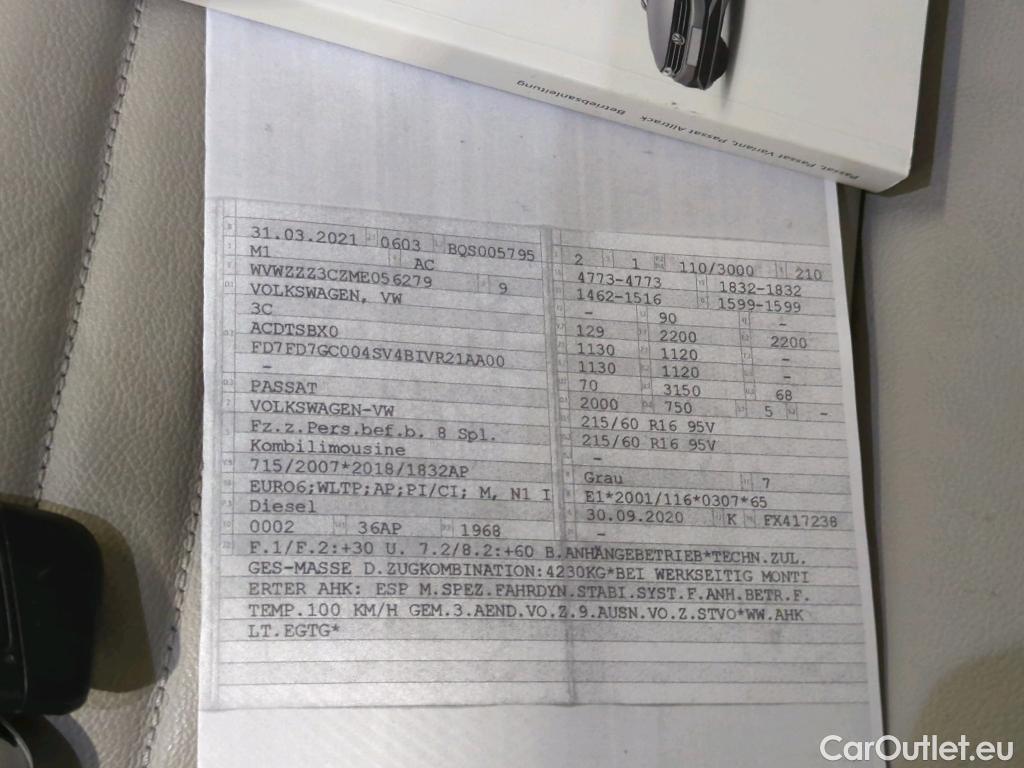 Passat, Passat Variant, Passat Alltrack Betriebsanleitung
31.03.2021 0603 BQS005795
M1 AC
WVWZZZ3CZME056279 9
VOLKSWAGEN, VW
3C
ACDTSBX0
FD7FD7GC004SV4BIVR21AA00
–
PASSAT
VOLKSWAGEN-VW
Fz.z.Pers.bef.b. 8 Spl.
Kombilimousine
715/2007*2018/1832AP
EURO6;WLTP;AP;PI/CI; M, N1 I
Diesel
0002 36AP 1968
2 1 110/3000 210
4773-4773 1832-1832
1462-1516 1599-1599
– 90 –
129 2200 2200
1130 1120 –
1130 1120 –
70 3150 68
2000 750 5 –
215/60 R16 95V
215/60 R16 95V
–
Grau 7
E1*2001/116*0307*65
30.09.2020 K FX417238
–
F.1/F.2:+30 U. 7.2/8.2:+60 B.ANHÄNGEBETRIEB*TECHN.ZUL.
GES-MASSE D.ZUGKOMBINATION:4230KG*BEI WERKSEITIG MONTI
ERTER AHK: ESP M.SPEZ.FAHRDYN.STABI.SYST.F.ANH.BETR.F.
TEMP.100 KM/H GEM.3.AEND.VO.Z.9.AUSN.VO.Z.STVO*WW.AHK
LT.EGTG*
CarOutlet.eu